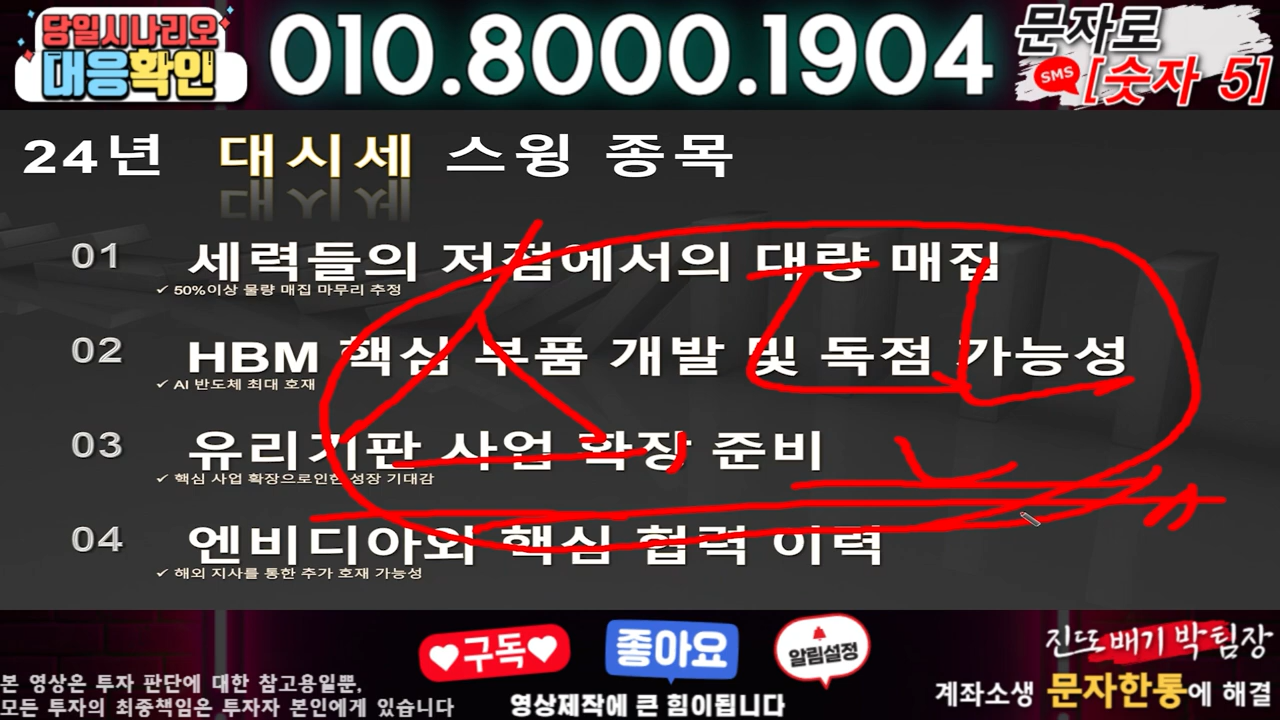 당일시나리오
대응확인
010.8000.1904
문자로
SMS [숫자 5]
24년 대시세 스윙 종목
01 세력들의 저점에서의 대량 매집
✓ 50%이상 물량 매집 마무리 추정
02 HBM 핵심 부품 개발 및 독점 가능성
✓ AI 반도체 최대 호재
03 유리기판 사업 확장 준비
✓ 핵심 사업 확장으로인한 성장 기대감
04 엔비디아와 핵심 협력 이력
✓ 해외 지사를 통한 추가 호재 가능성
구독
좋아요
알림설정
진또배기 박팀장
본 영상은 투자 판단에 대한 참고용일뿐,
모든 투자의 최종책임은 투자자 본인에게 있습니다
영상제작에 큰 힘이됩니다
계좌소생 문자한통에 해결